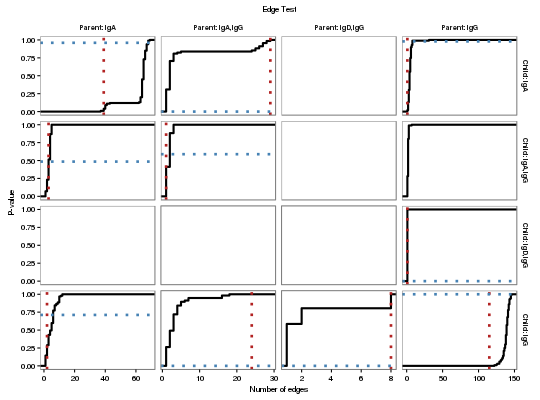 Edge Test
Parent:IgA
Parent:IgA,IgG
Parent:IgD,IgG
Parent:IgG
1.00
0.75
0.50
0.25
0.00
Child:IgA
1.00
0.75
0.50
0.25
0.00
Child:IgA,IgG
1.00
0.75
0.50
0.25
0.00
Child:IgD,IgG
1.00
0.75
0.50
0.25
0.00
Child:IgG
P-value
0 20 40 60
0 10 20 30
0 2 4 6 8
0 50 100 150
Number of edges